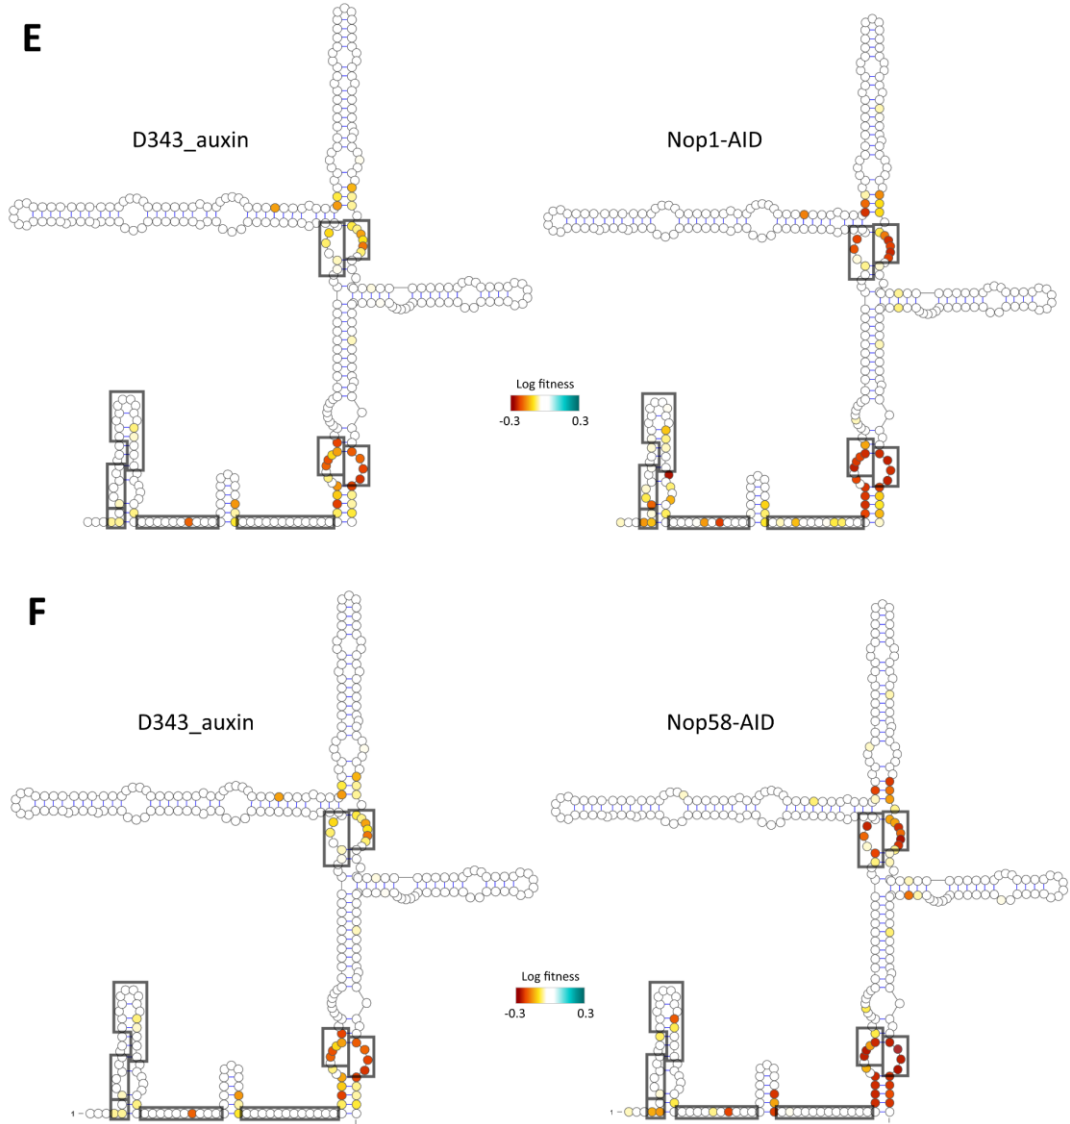 E
D343_auxin
Nop1-AID
Log fitness
-0.3 0.3
F
D343_auxin
Nop58-AID
Log fitness
-0.3 0.3
1 1